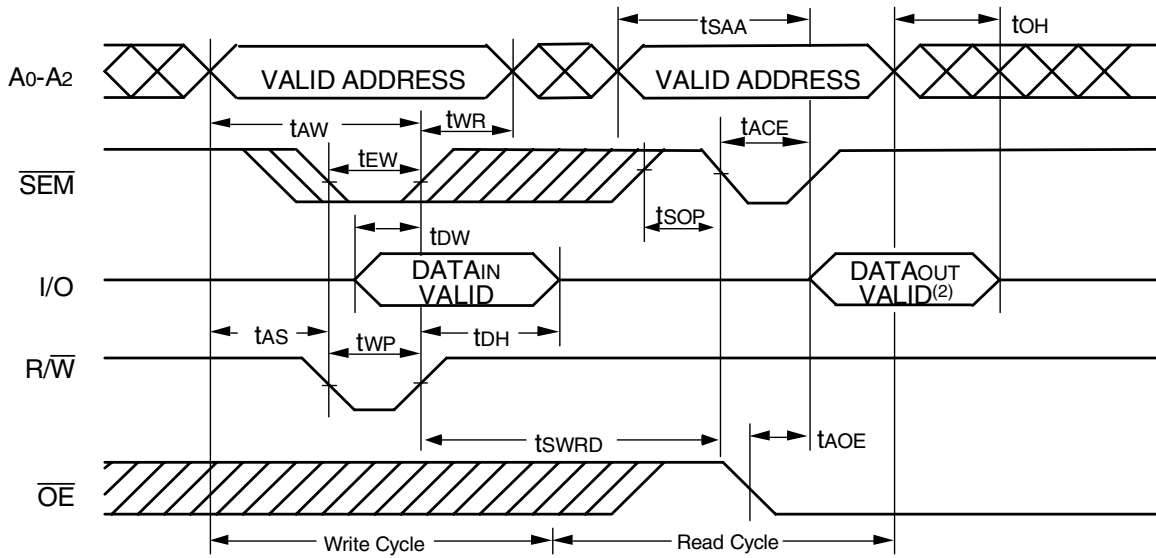 tSAA
tOH
A0-A2
VALID ADDRESS
VALID ADDRESS
tAW
tWR
tACE
tEW
SEM
tSOP
tDW
I/O
DATAIN
VALID
DATAOUT
VALID(2)
tAS
tWP
tDH
R/W
tSWRD
tAOE
OE
Write Cycle
Read Cycle